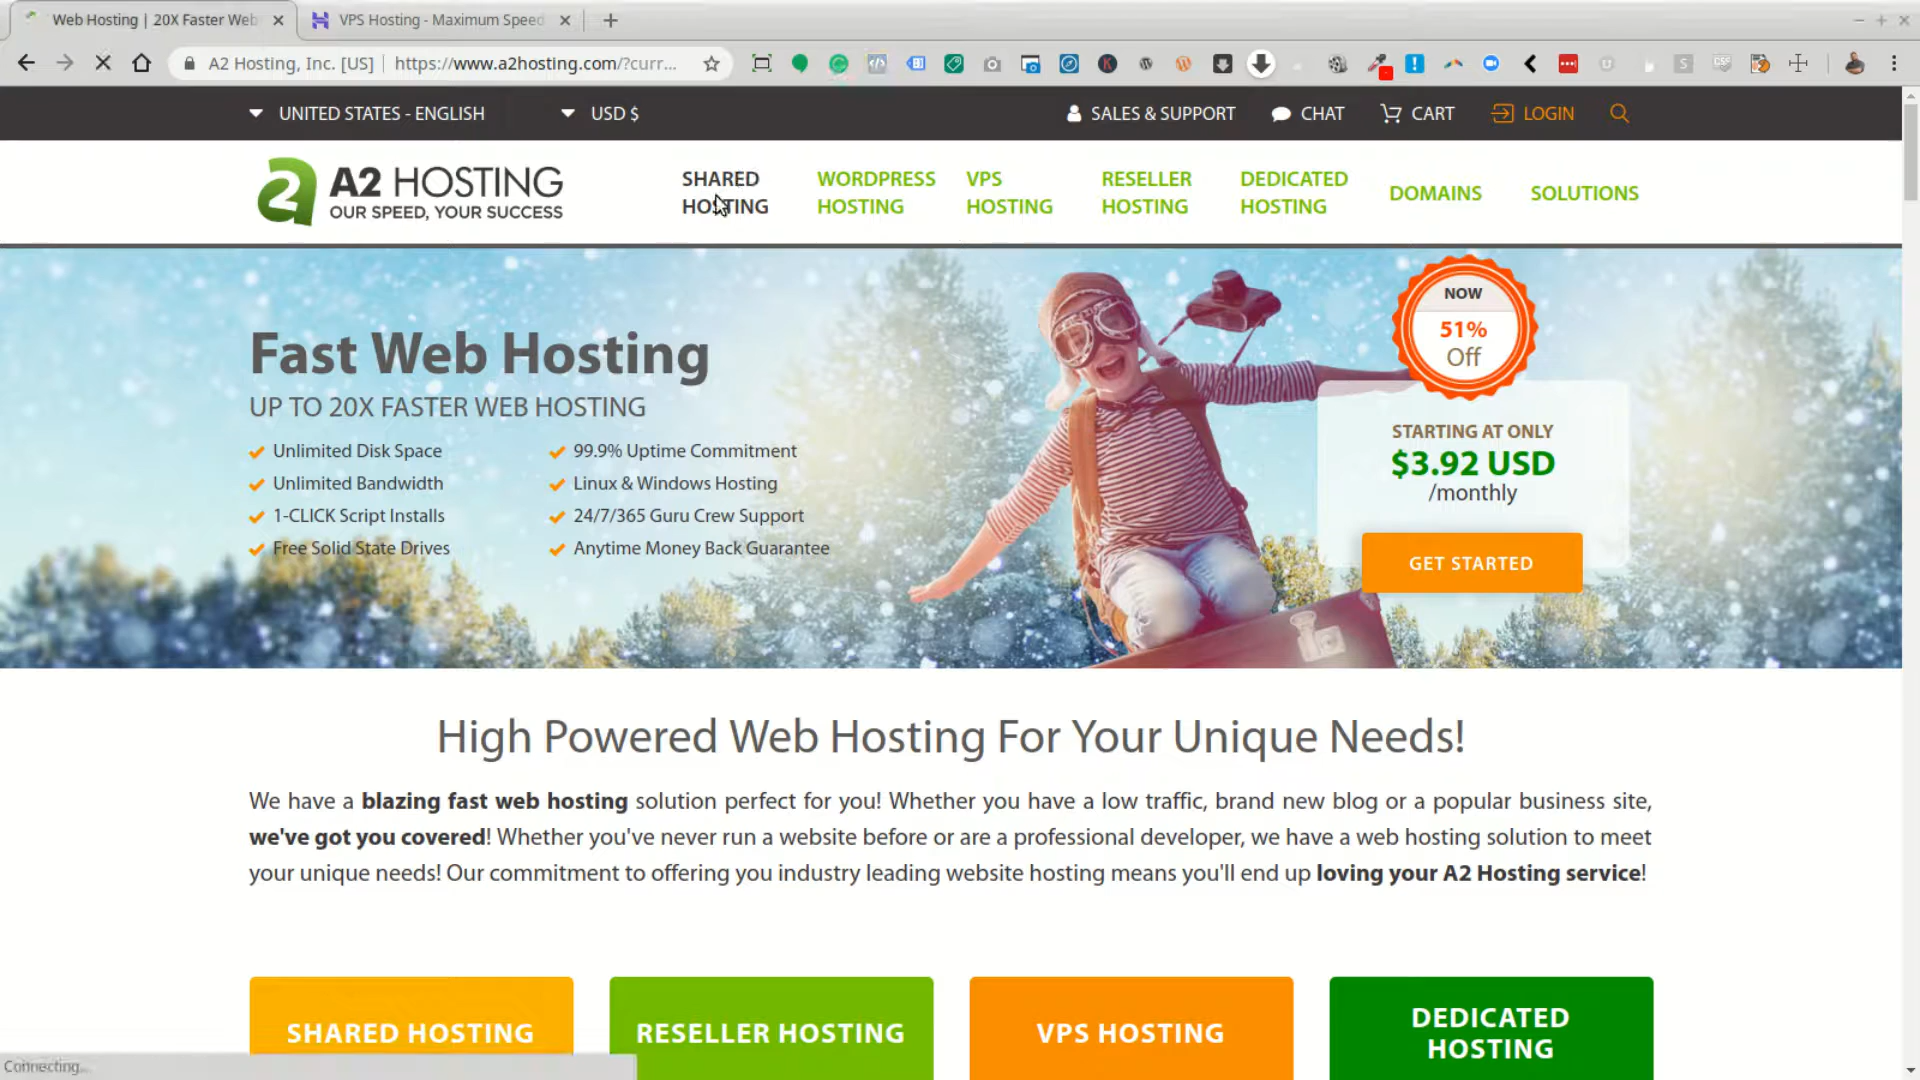 Web Hosting | 20X Faster Web
VPS Hosting - Maximum Speed
A2 Hosting, Inc. [US] | https://www.a2hosting.com/?curr...
UNITED STATES - ENGLISH
USD $
SALES & SUPPORT
CHAT
CART
LOGIN
A2 HOSTING
OUR SPEED, YOUR SUCCESS
SHARED
HOSTING
WORDPRESS
HOSTING
VPS
HOSTING
RESELLER
HOSTING
DEDICATED
HOSTING
DOMAINS
SOLUTIONS
Fast Web Hosting
UP TO 20X FASTER WEB HOSTING
Unlimited Disk Space
Unlimited Bandwidth
1-CLICK Script Installs
Free Solid State Drives
99.9% Uptime Commitment
Linux & Windows Hosting
24/7/365 Guru Crew Support
Anytime Money Back Guarantee
NOW
51%
Off
STARTING AT ONLY
$3.92 USD
/monthly
GET STARTED
High Powered Web Hosting For Your Unique Needs!
We have a blazing fast web hosting solution perfect for you! Whether you have a low traffic, brand new blog or a popular business site,
we've got you covered! Whether you've never run a website before or are a professional developer, we have a web hosting solution to meet
your unique needs! Our commitment to offering you industry leading website hosting means you'll end up loving your A2 Hosting service!
SHARED HOSTING
RESELLER HOSTING
VPS HOSTING
DEDICATED
HOSTING
Connecting...